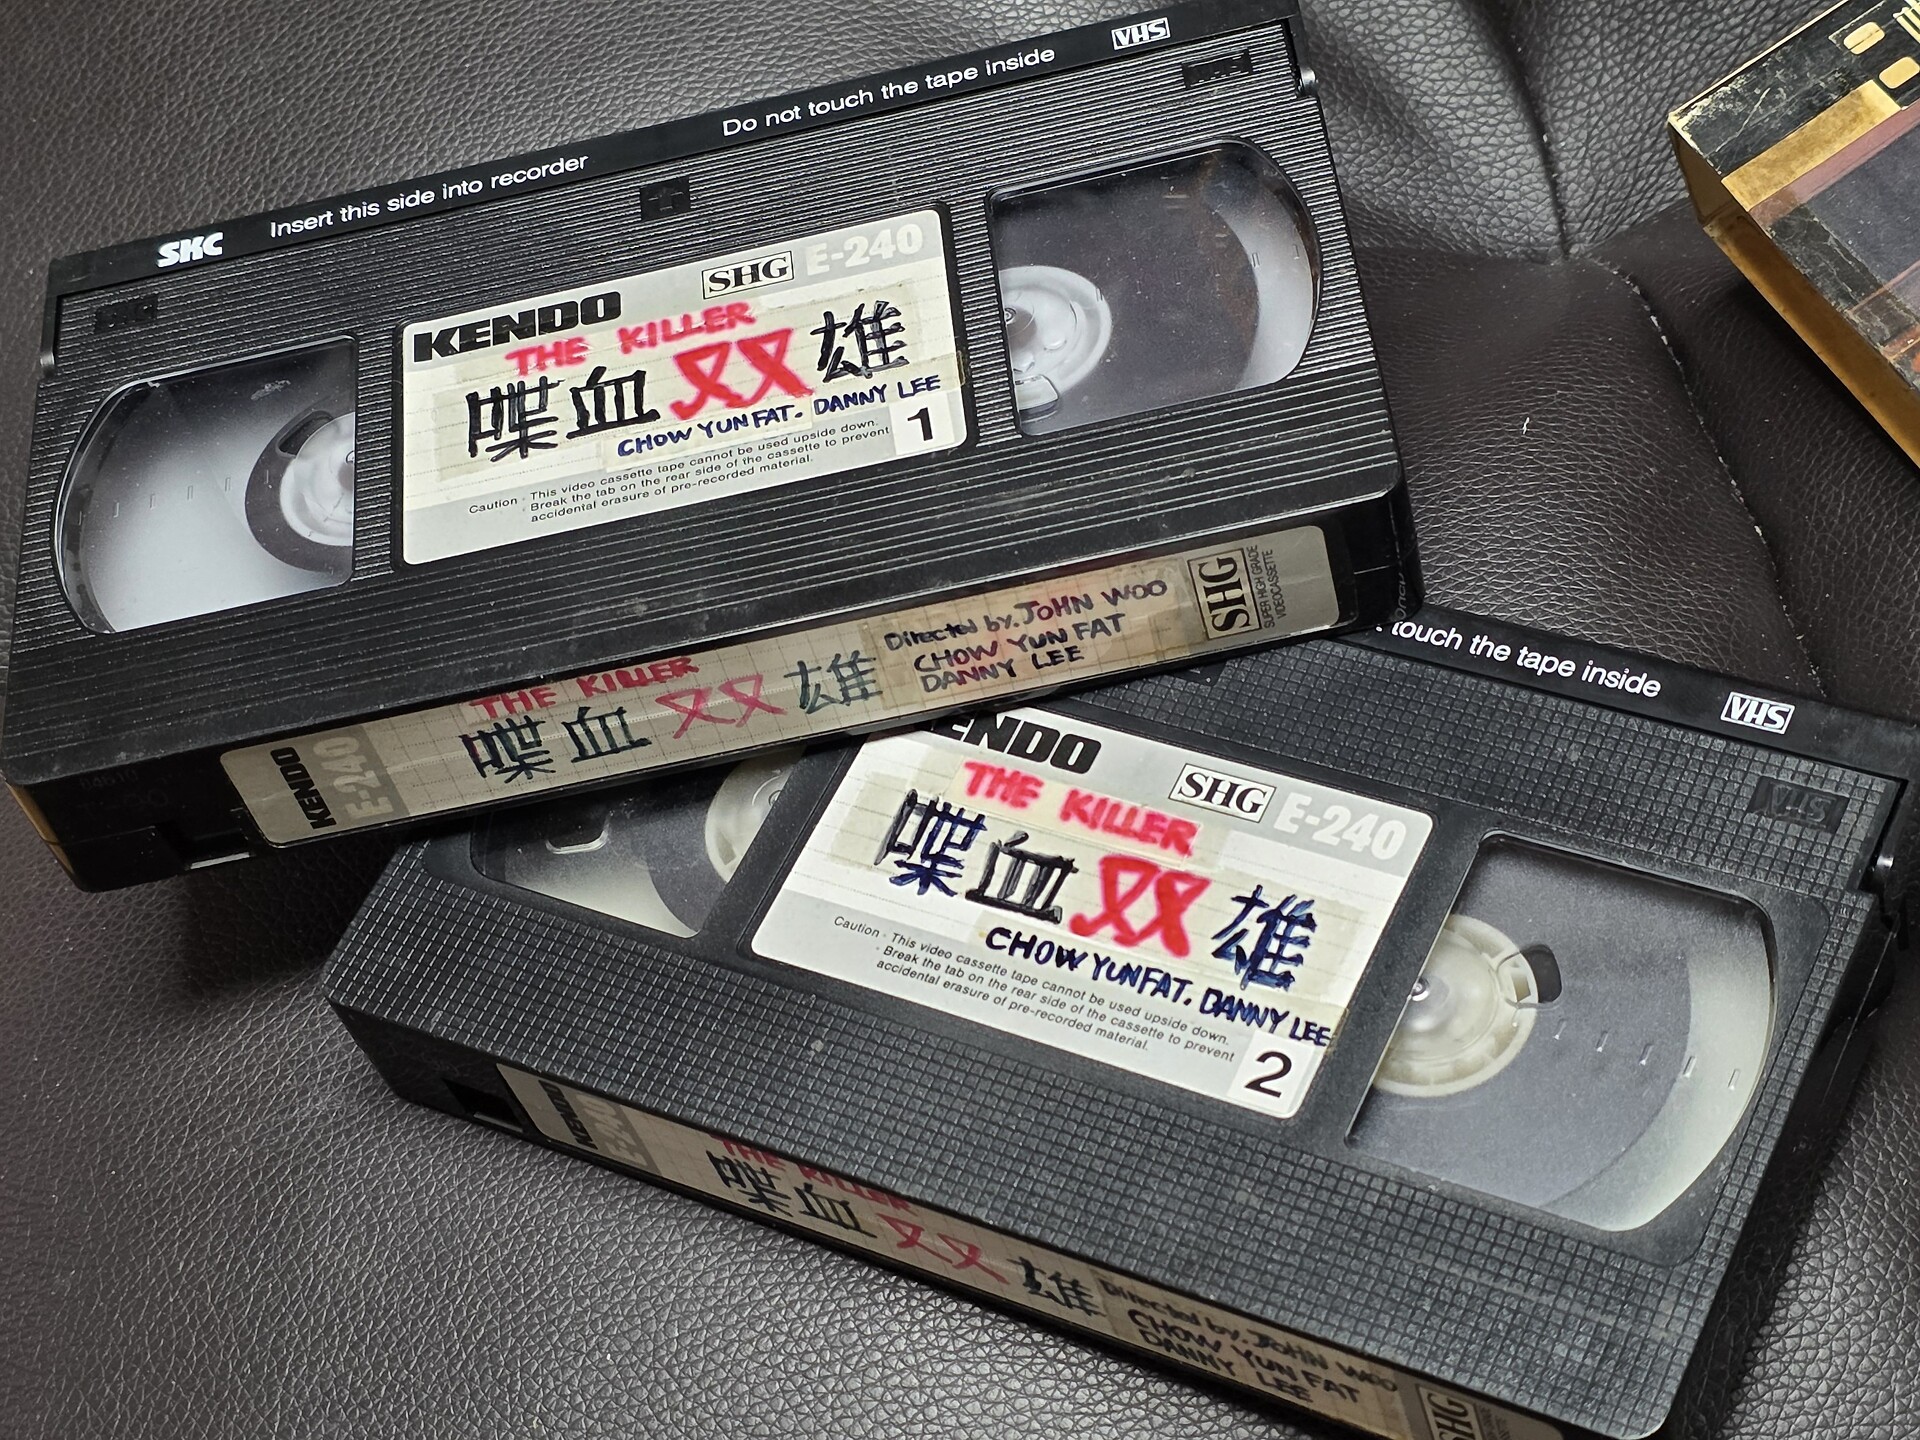 VHS
Do not touch the tape inside
Insert this side into recorder
SKC
SHG E-240
KENDO
THE KILLER
喋血双雄
CHOW YUN FAT. DANNY LEE
1
Caution · This video cassette tape cannot be used upside down.
· Break the tab on the rear side of the cassette to prevent
accidental erasure of pre-recorded material.
KENDO
E-240
THE KILLER
喋血双雄
Directed by. JOHN WOO
CHOW YUN FAT
DANNY LEE
SHG
SUPER HIGH GRADE
VIDEOCASSETTE
touch the tape inside
VHS
VHS
ENDO
SHG E-240
THE KILLER
喋血双雄
CHOW YUN FAT. DANNY LEE
Caution · This video cassette tape cannot be used upside down.
· Break the tab on the rear side of the cassette to prevent
accidental erasure of pre-recorded material.
2
KENDO
E-240
THE KILLER
喋血双雄
Directed by. JOHN WOO
CHOW YUN FAT
DANNY LEE
SHG